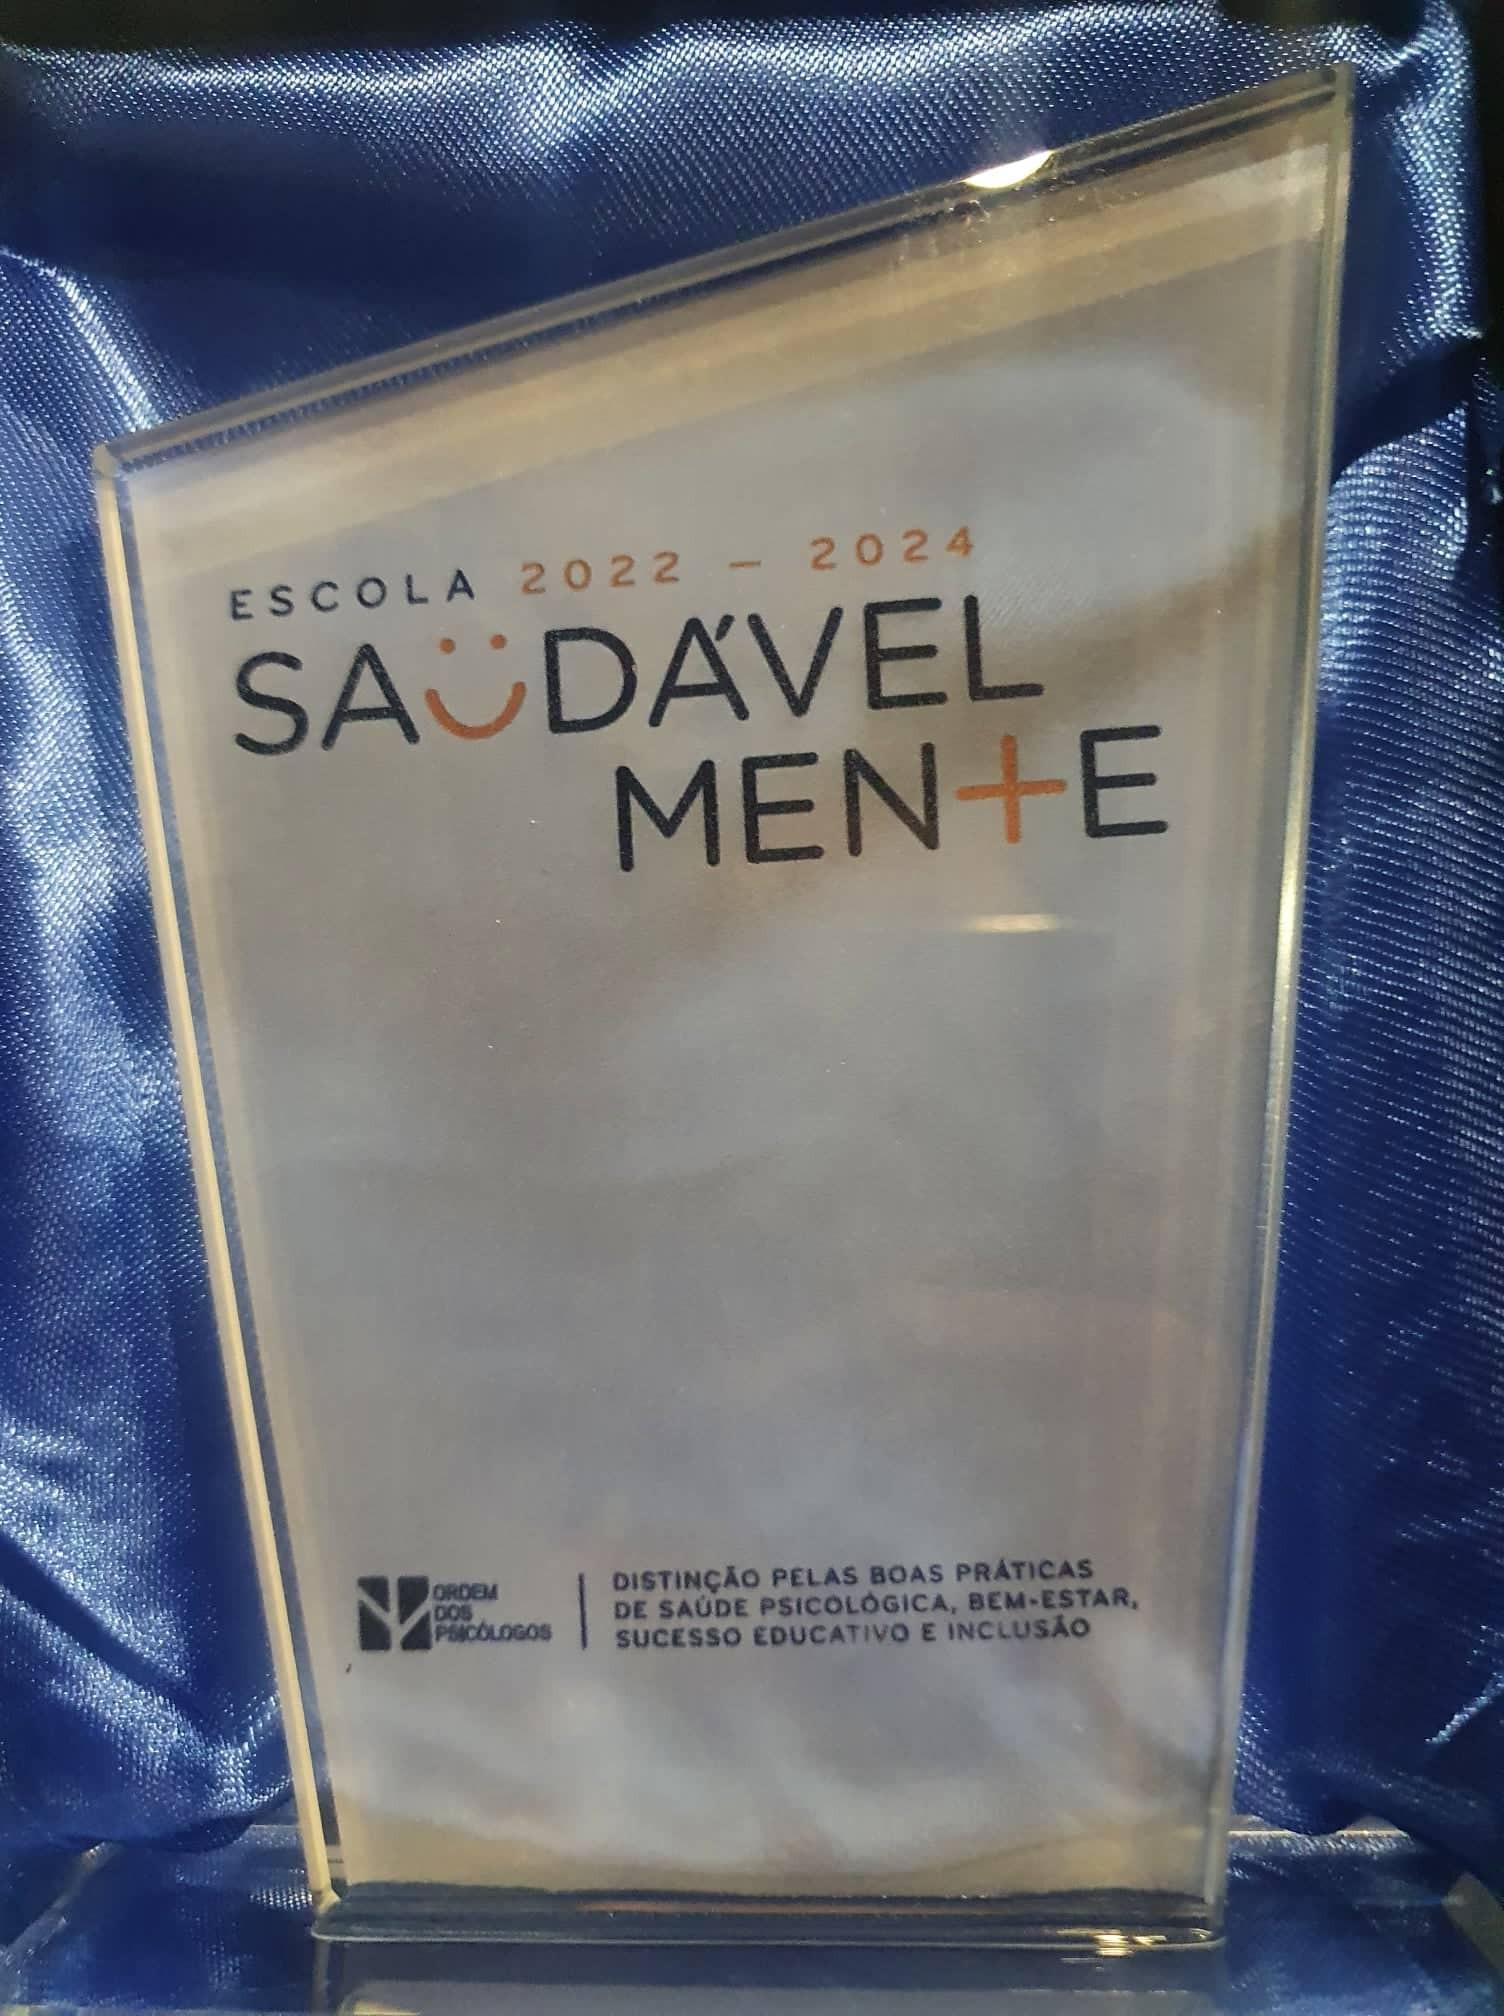 ESCOLA 2022 – 2024
SAÜDÁVEL
MEN+E
ORDEM
DOS
PSICÓLOGOS
DISTINÇÃO PELAS BOAS PRÁTICAS
DE SAÚDE PSICOLÓGICA, BEM-ESTAR,
SUCESSO EDUCATIVO E INCLUSÃO